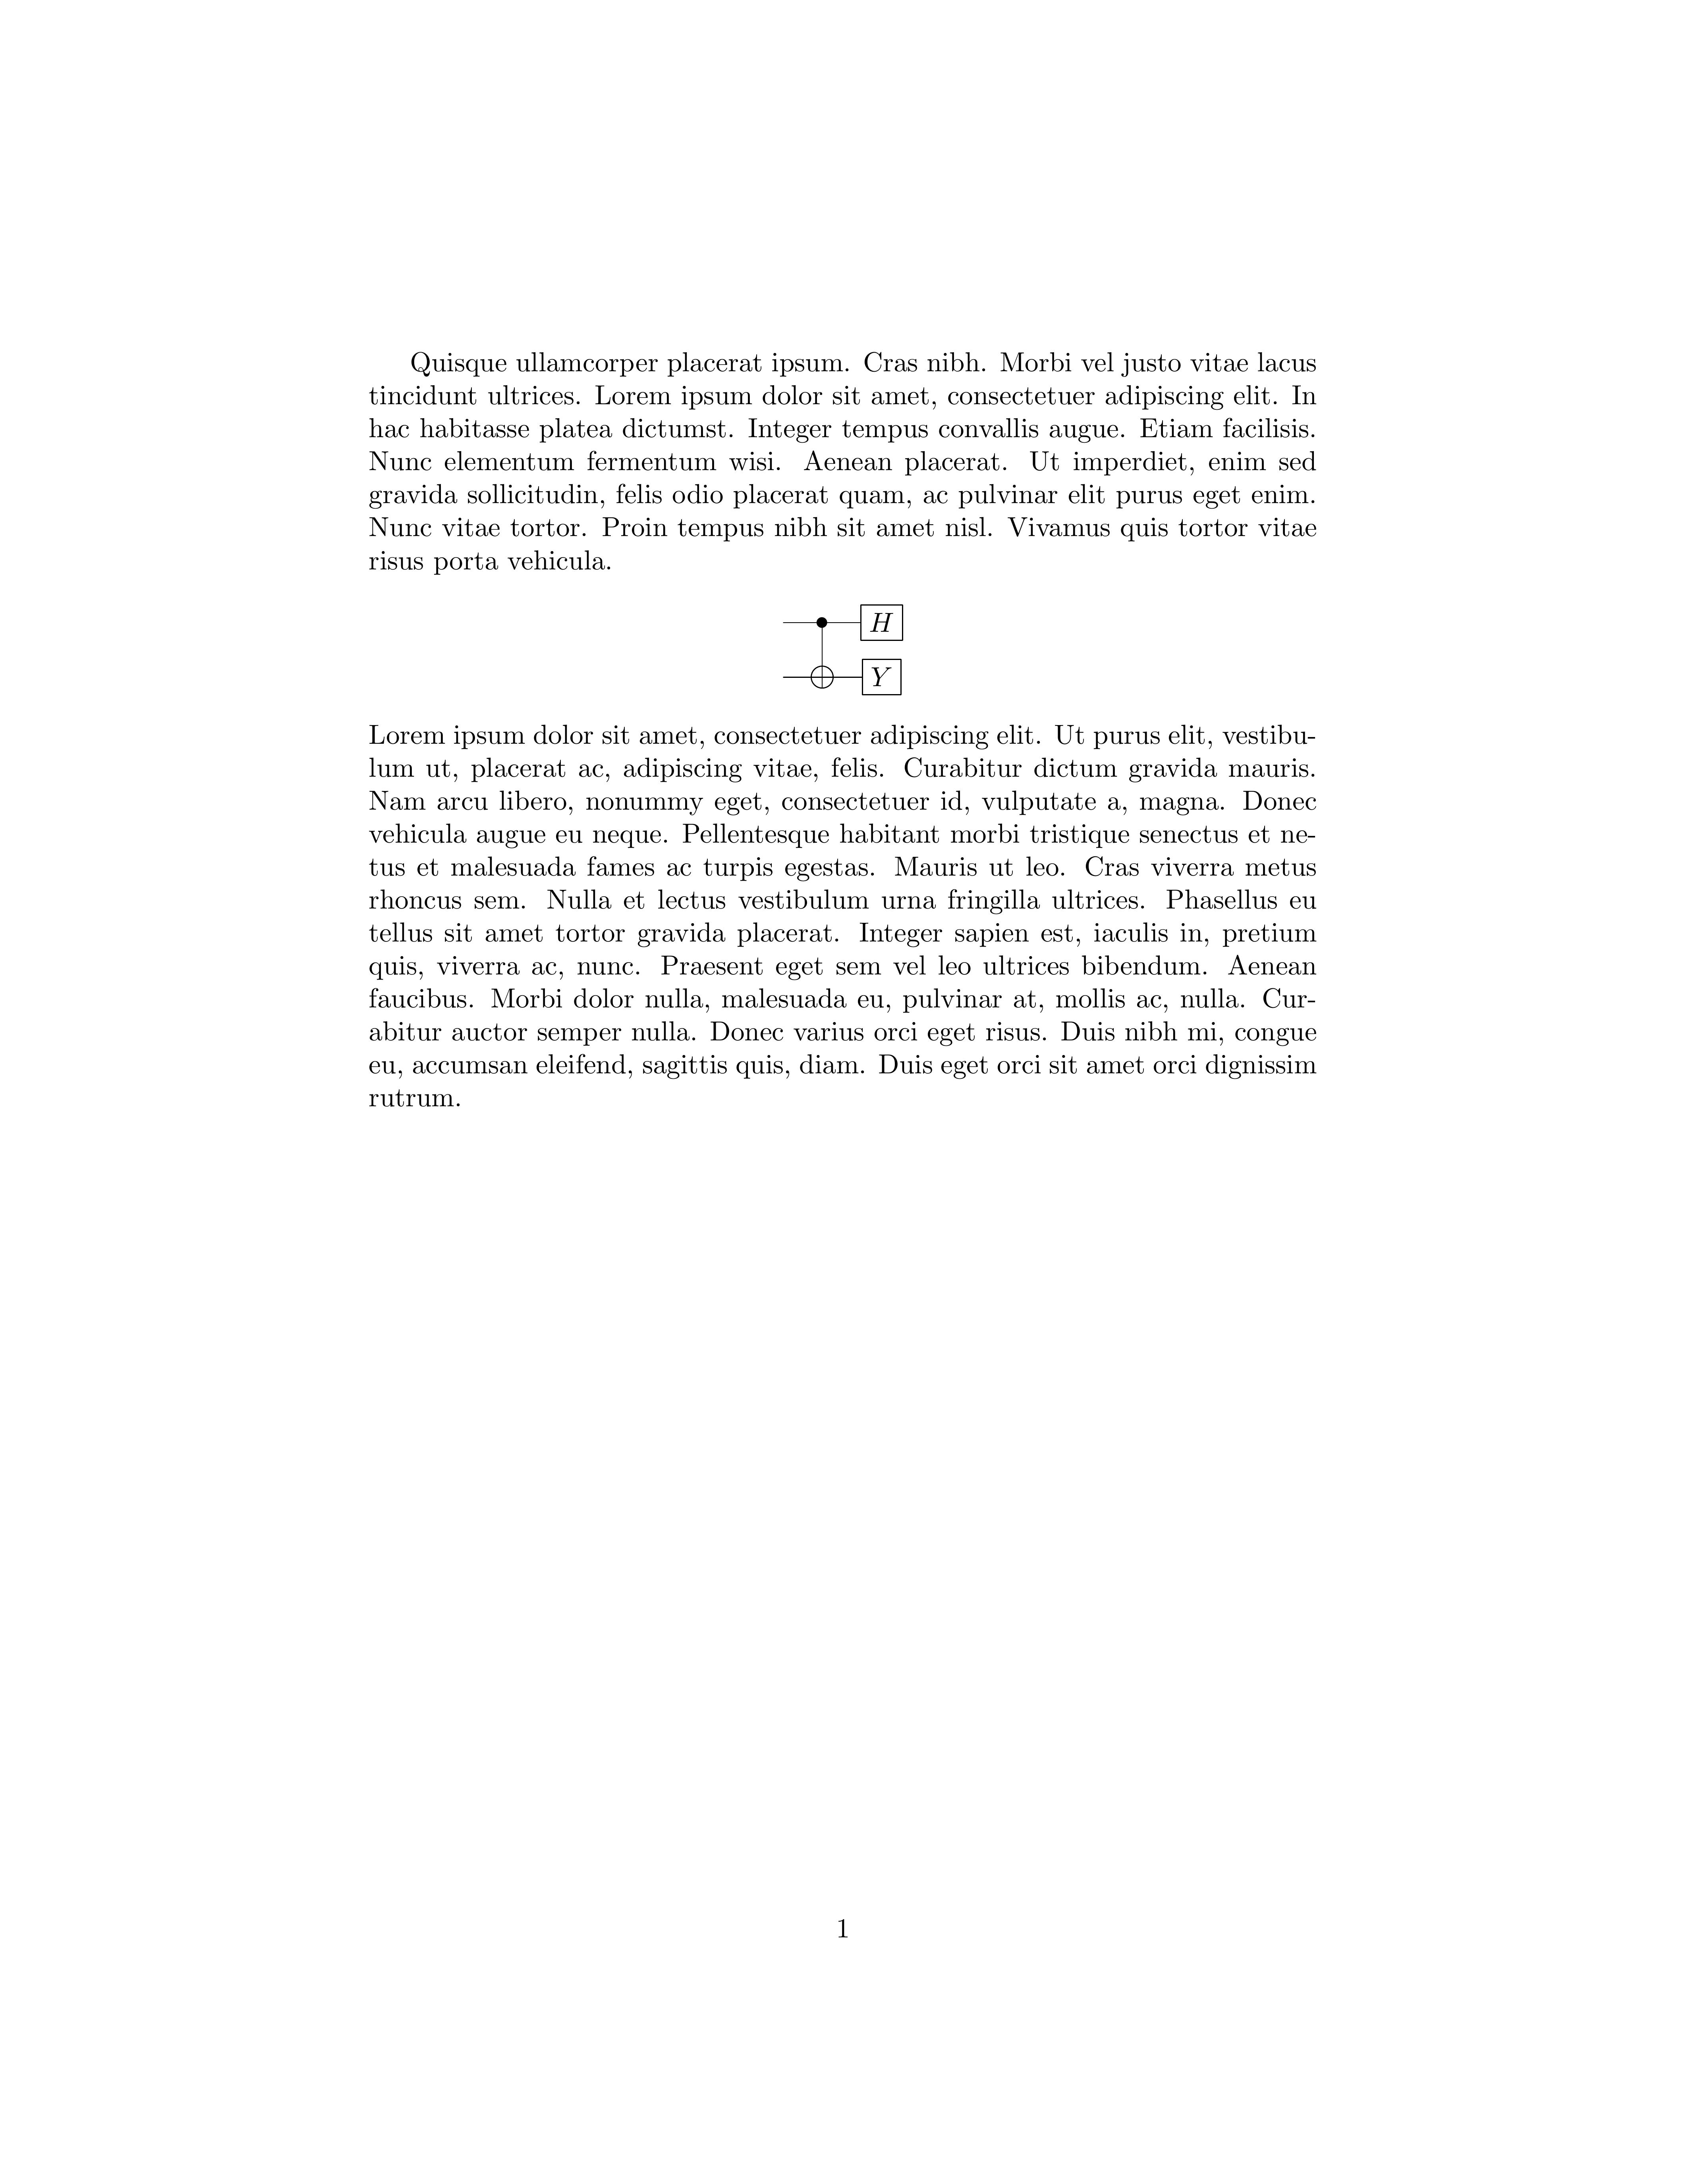 Quisque ullamcorper placerat ipsum. Cras nibh. Morbi vel justo vitae lacus
tincidunt ultrices. Lorem ipsum dolor sit amet, consectetuer adipiscing elit. In
hac habitasse platea dictumst. Integer tempus convallis augue. Etiam facilisis.
Nunc elementum fermentum wisi. Aenean placerat. Ut imperdiet, enim sed
gravida sollicitudin, felis odio placerat quam, ac pulvinar elit purus eget enim.
Nunc vitae tortor. Proin tempus nibh sit amet nisl. Vivamus quis tortor vitae
risus porta vehicula.
H
Y
Lorem ipsum dolor sit amet, consectetuer adipiscing elit. Ut purus elit, vestibu-
lum ut, placerat ac, adipiscing vitae, felis. Curabitur dictum gravida mauris.
Nam arcu libero, nonummy eget, consectetuer id, vulputate a, magna. Donec
vehicula augue eu neque. Pellentesque habitant morbi tristique senectus et ne-
tus et malesuada fames ac turpis egestas. Mauris ut leo. Cras viverra metus
rhoncus sem. Nulla et lectus vestibulum urna fringilla ultrices. Phasellus eu
tellus sit amet tortor gravida placerat. Integer sapien est, iaculis in, pretium
quis, viverra ac, nunc. Praesent eget sem vel leo ultrices bibendum. Aenean
faucibus. Morbi dolor nulla, malesuada eu, pulvinar at, mollis ac, nulla. Cur-
abitur auctor semper nulla. Donec varius orci eget risus. Duis nibh mi, congue
eu, accumsan eleifend, sagittis quis, diam. Duis eget orci sit amet orci dignissim
rutrum.
1